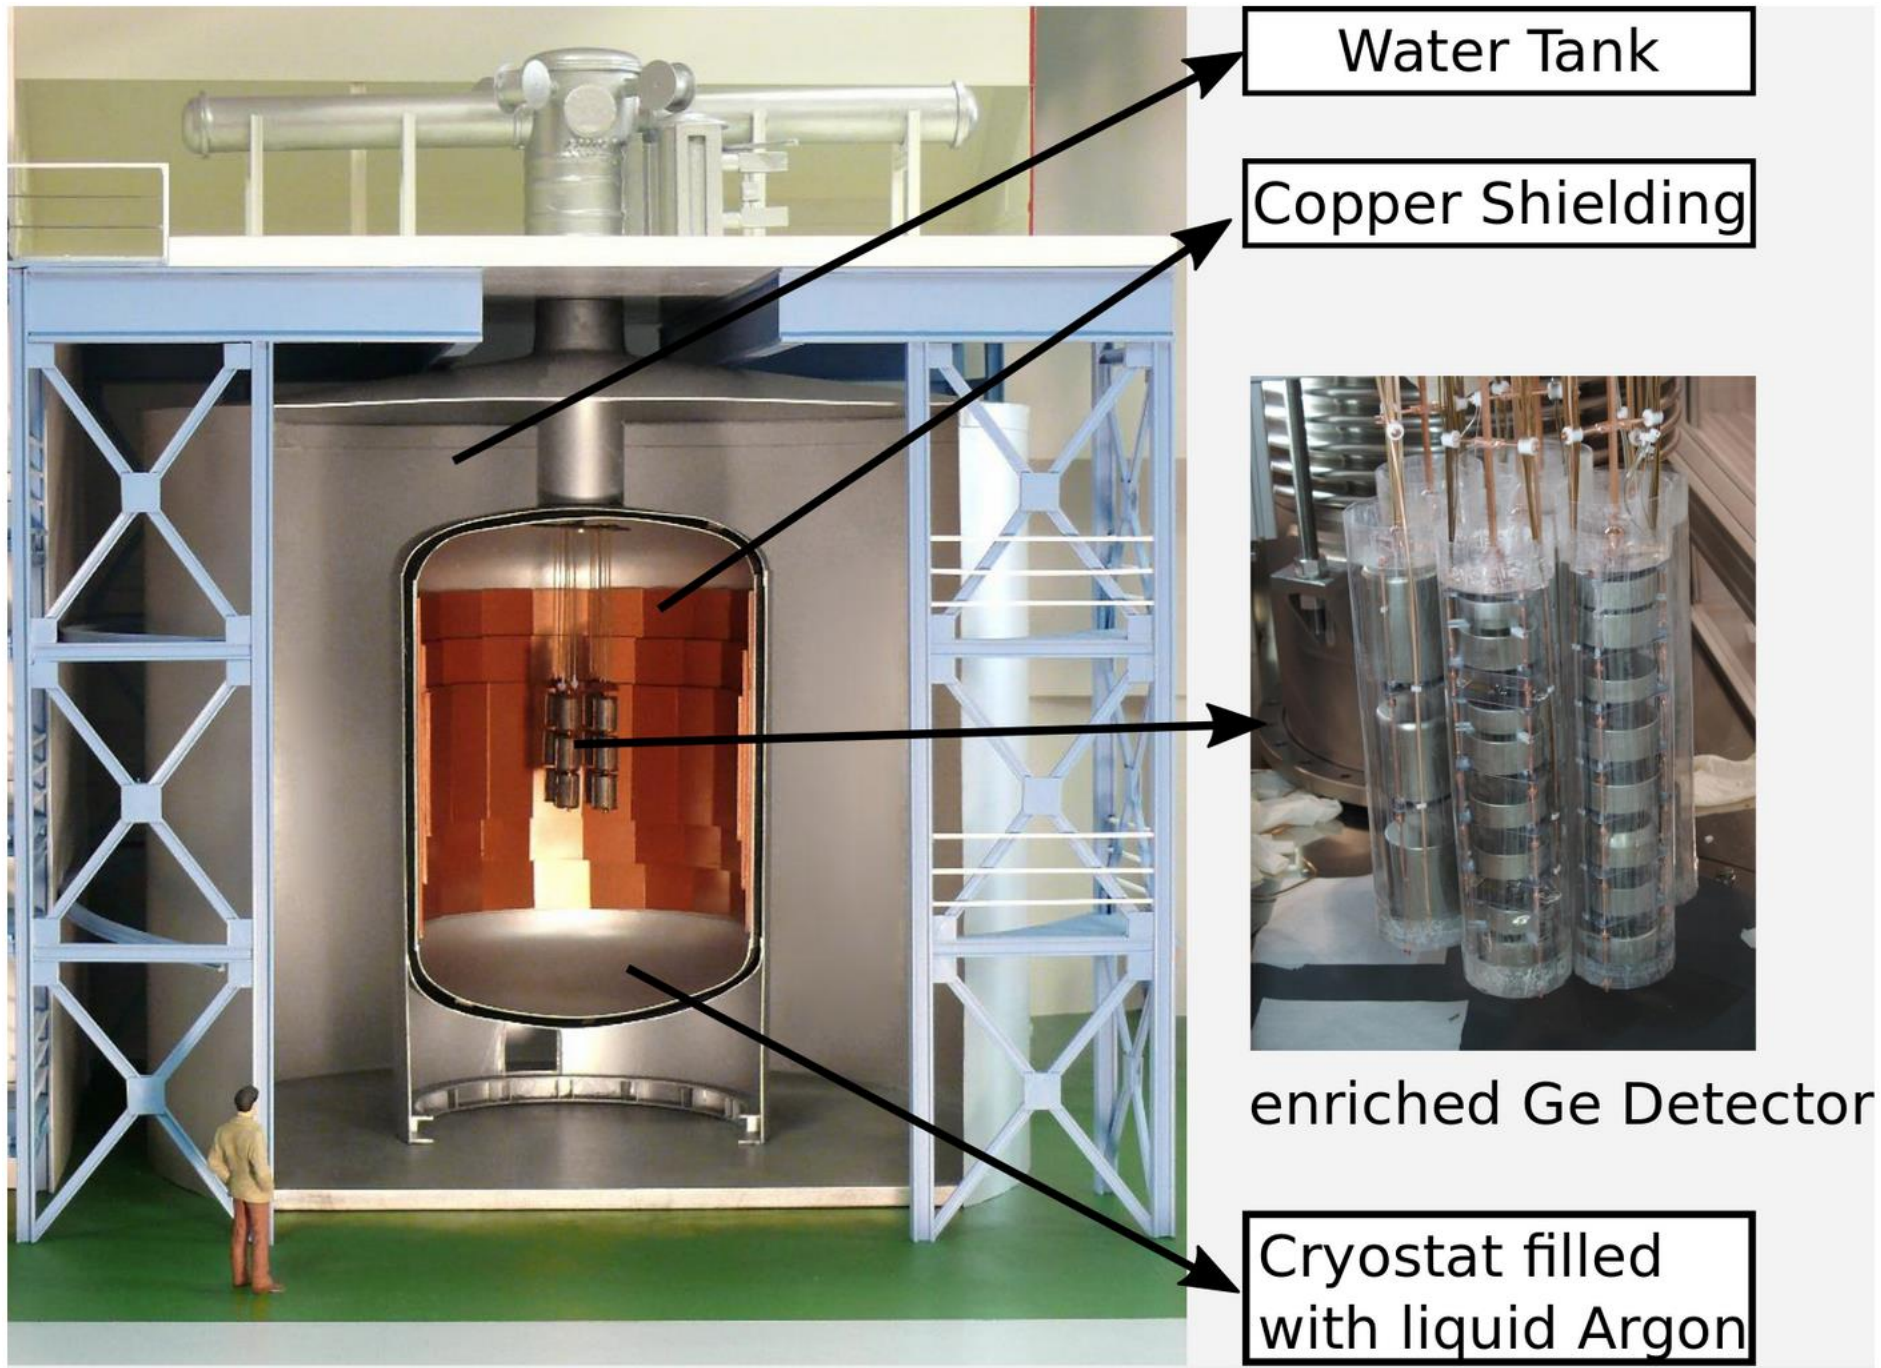 Water Tank
Copper Shielding
enriched Ge Detector
Cryostat filled
with liquid Argon